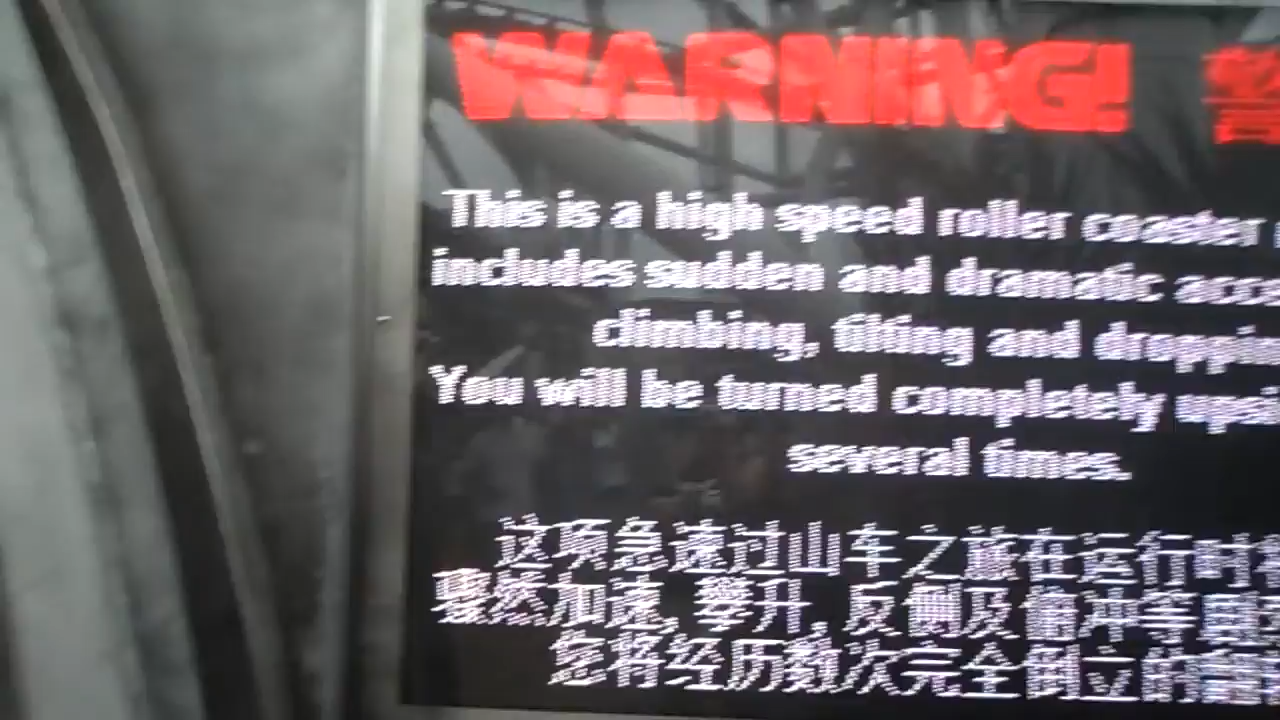 WARNING! 警
This is a high speed roller coaster
includes sudden and dramatic
climbing, tilting and
You will be turned completely
several times.
这项急速过山车之旅在运行时
骤然加速, 攀升, 反侧及俯冲等
您将经历数次完全倒立的